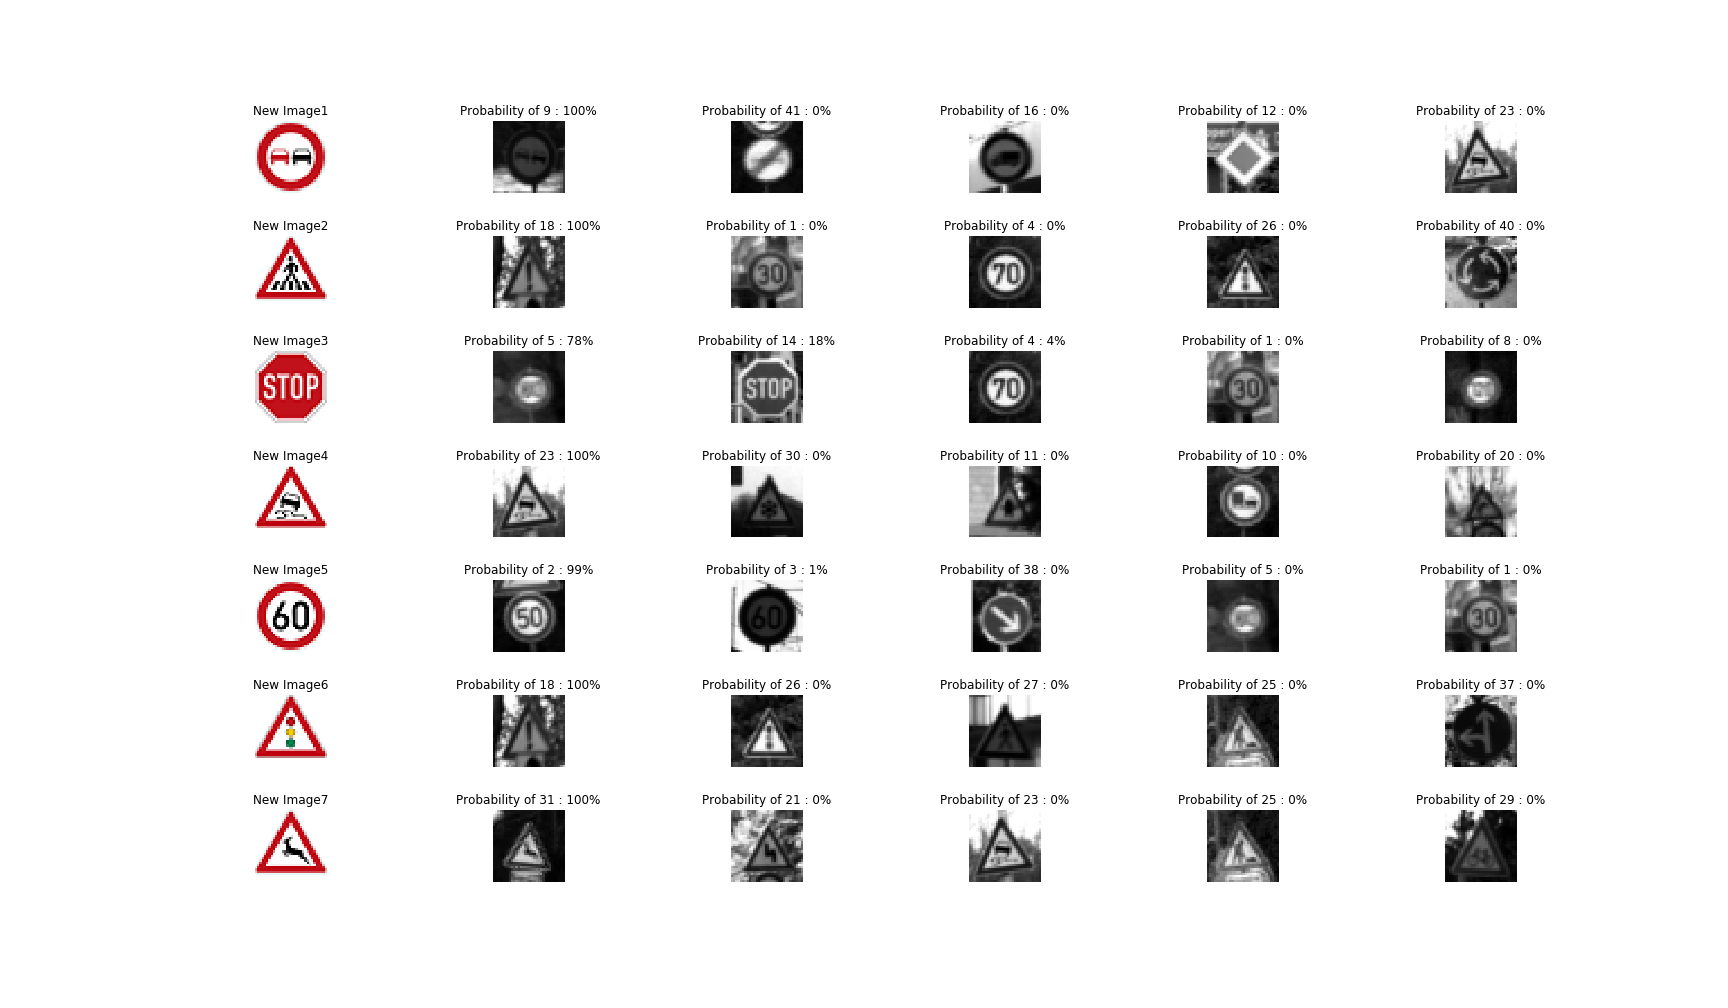 New Image1 Probability of 9 : 100% Probability of 41 : 0% Probability of 16 : 0% Probability of 12 : 0% Probability of 23 : 0%
New Image2 Probability of 18 : 100% Probability of 1 : 0% Probability of 4 : 0% Probability of 26 : 0% Probability of 40 : 0%
30 70
New Image3 Probability of 5 : 78% Probability of 14 : 18% Probability of 4 : 4% Probability of 1 : 0% Probability of 8 : 0%
STOP STOP 70 30
New Image4 Probability of 23 : 100% Probability of 30 : 0% Probability of 11 : 0% Probability of 10 : 0% Probability of 20 : 0%
New Image5 Probability of 2 : 99% Probability of 3 : 1% Probability of 38 : 0% Probability of 5 : 0% Probability of 1 : 0%
60 50 60 30
New Image6 Probability of 18 : 100% Probability of 26 : 0% Probability of 27 : 0% Probability of 25 : 0% Probability of 37 : 0%
New Image7 Probability of 31 : 100% Probability of 21 : 0% Probability of 23 : 0% Probability of 25 : 0% Probability of 29 : 0%